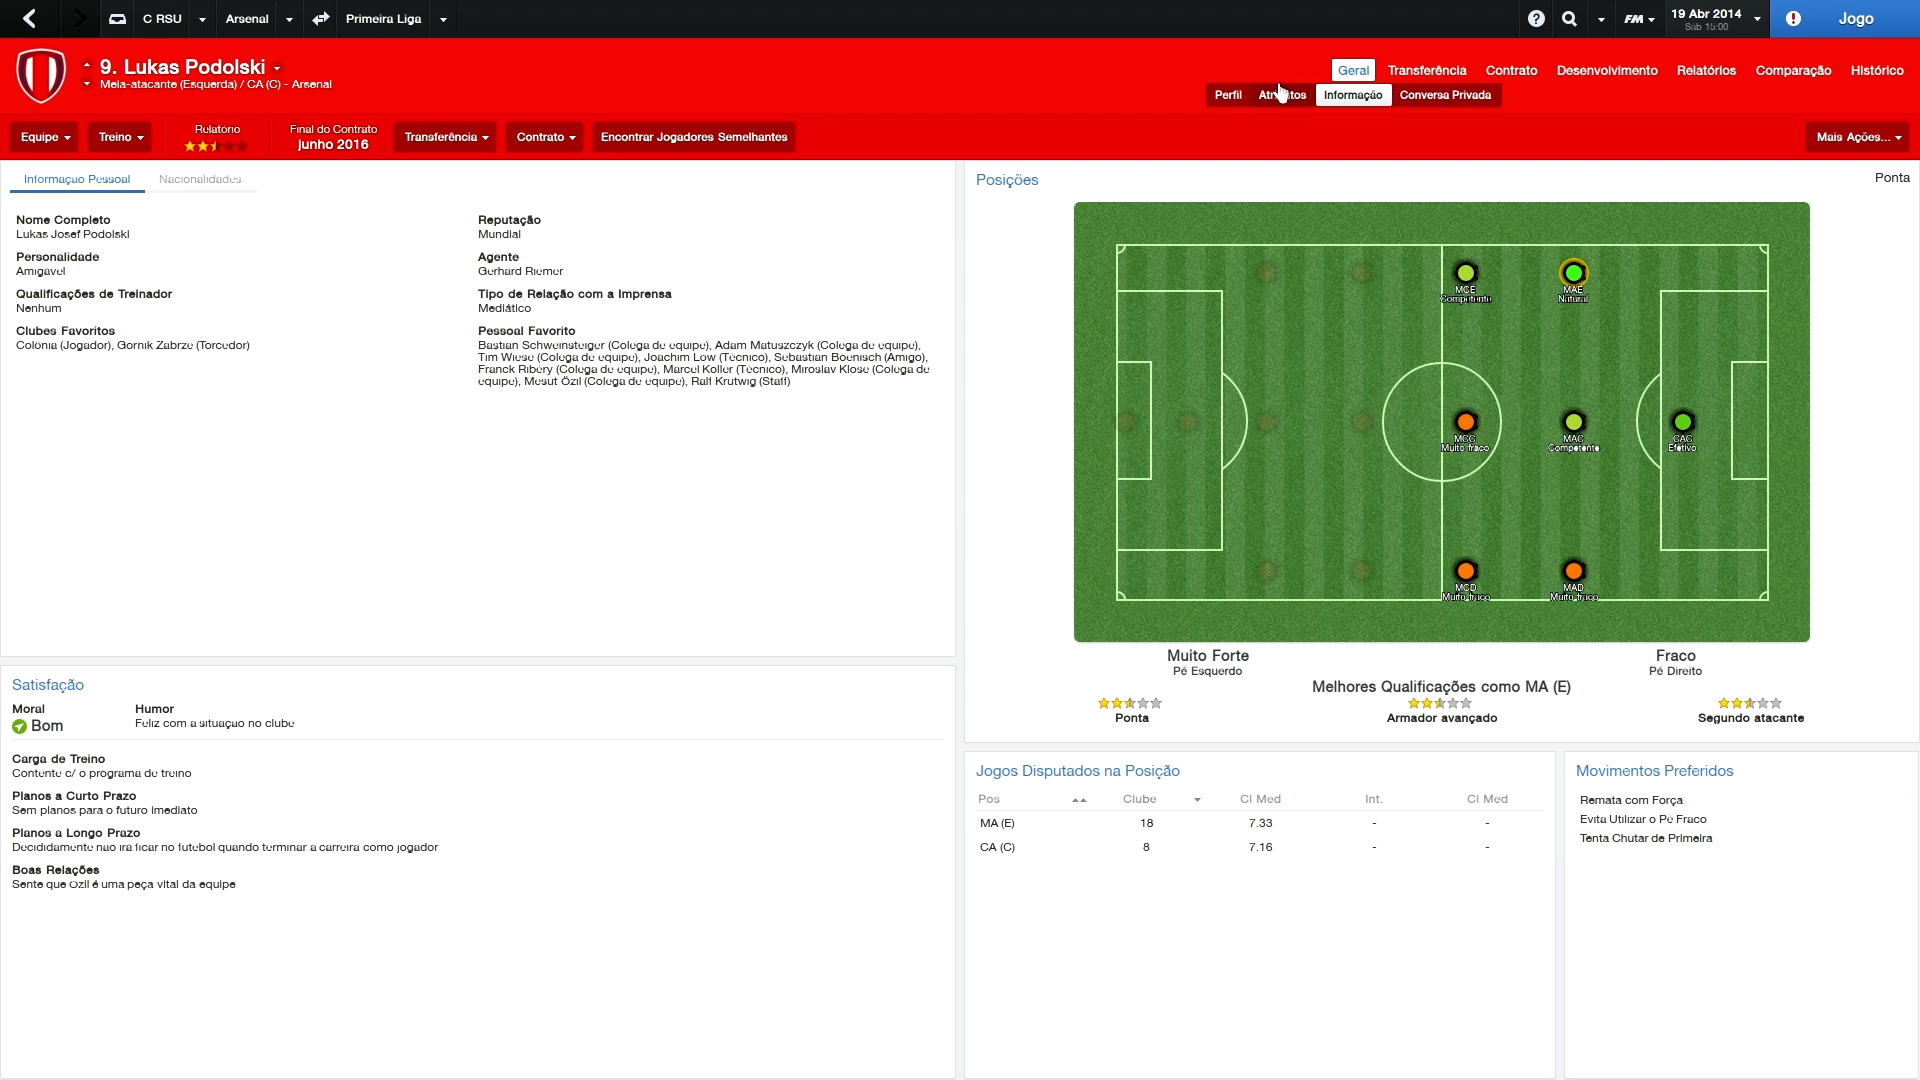 C RSU
Arsenal
Primeira Liga
FM
19 Abr 2014
Sáb 15:00
Jogo
9. Lukas Podolski
Meia-atacante (Esquerda) / CA (C) - Arsenal
Geral Transferência Contrato Desenvolvimento Relatórios Comparação Histórico
Perfil Informação Conversa Privada
Equipe Treino
Relatório
Final do Contrato
Junho 2016
Transferência Contrato Encontrar Jogadores Semelhantes
Mais Ações...
Informação Pessoal Nacionalidades
Nome Completo
Lukas Josef Podolski
Personalidade
Amigável
Qualificações de Treinador
Nenhum
Clubes Favoritos
Colônia (Jogador), Gornik Zabrze (Torcedor)
Reputação
Mundial
Agente
Gerhard Riemer
Tipo de Relação com a Imprensa
Mediático
Pessoal Favorito
Bastian Schweinsteiger (Colega de equipe), Adam Matuszczyk (Colega de equipe),
Tim Wiese (Colega de equipe), Joachim Löw (Técnico), Sebastian Boenisch (Amigo),
Franck Ribéry (Colega de equipe), Marcel Koller (Técnico), Miroslav Klose (Colega de
equipe), Mesut Özil (Colega de equipe), Ralf Krutwig (Staff)
Satisfação
Moral
Bom
Humor
Feliz com a situação no clube
Carga de Treino
Contente c/ o programa de treino
Planos a Curto Prazo
Sem planos para o futuro imediato
Planos a Longo Prazo
Decididamente não irá ficar no futebol quando terminar a carreira como jogador
Boas Relações
Sente que Özil é uma peça vital da equipe
Posições
Ponta
MCE
Competente
MAE
Natural
MCC
Muito fraco
MAC
Competente
CAC
Efetivo
MCD
Muito fraco
MAD
Muito fraco
Muito Forte
Pé Esquerdo
Fraco
Pé Direito
Melhores Qualificações como MA (E)
Ponta
Armador avançado
Segundo atacante
Jogos Disputados na Posição
Pos Clube Cl Med Int. Cl Med
MA (E) 18 7.33 - -
CA (C) 8 7.16 - -
Movimentos Preferidos
Remata com Força
Evita Utilizar o Pé Fraco
Tenta Chutar de Primeira